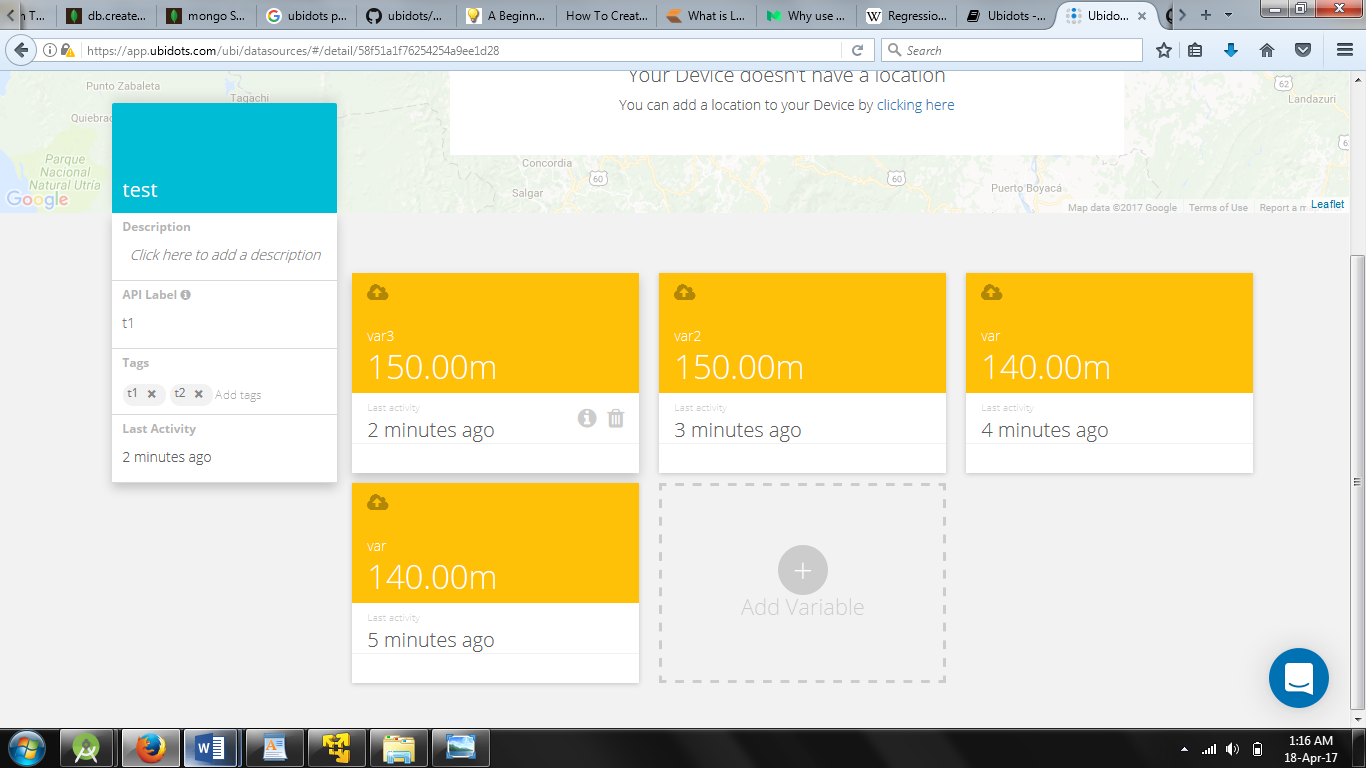 n T...
db.create...
mongo S...
ubidots p...
ubidots/...
A Beginn...
How To Creat...
What is L...
Why use ...
Regressio...
Ubidots -...
Ubido...
https://app.ubidots.com/ubi/datasources/#/detail/58f51a1f76254254a9ee1d28
Search
Your Device doesn't have a location
You can add a location to your Device by clicking here
Punto Zabaleta
Tagachi
Quiebrac
Parque
Nacional
Natural Utría
Google
62
Landazuri
Concordia
60
60
Salgar
Puerto Boyacá
Map data ©2017 Google
Terms of Use
Report a m
Leaflet
test
Description
Click here to add a description
API Label
t1
Tags
t1
t2
Add tags
Last Activity
2 minutes ago
var3
150.00m
Last activity
2 minutes ago
var2
150.00m
Last activity
3 minutes ago
var
140.00m
Last activity
4 minutes ago
var
140.00m
Last activity
5 minutes ago
Add Variable
1:16 AM
18-Apr-17